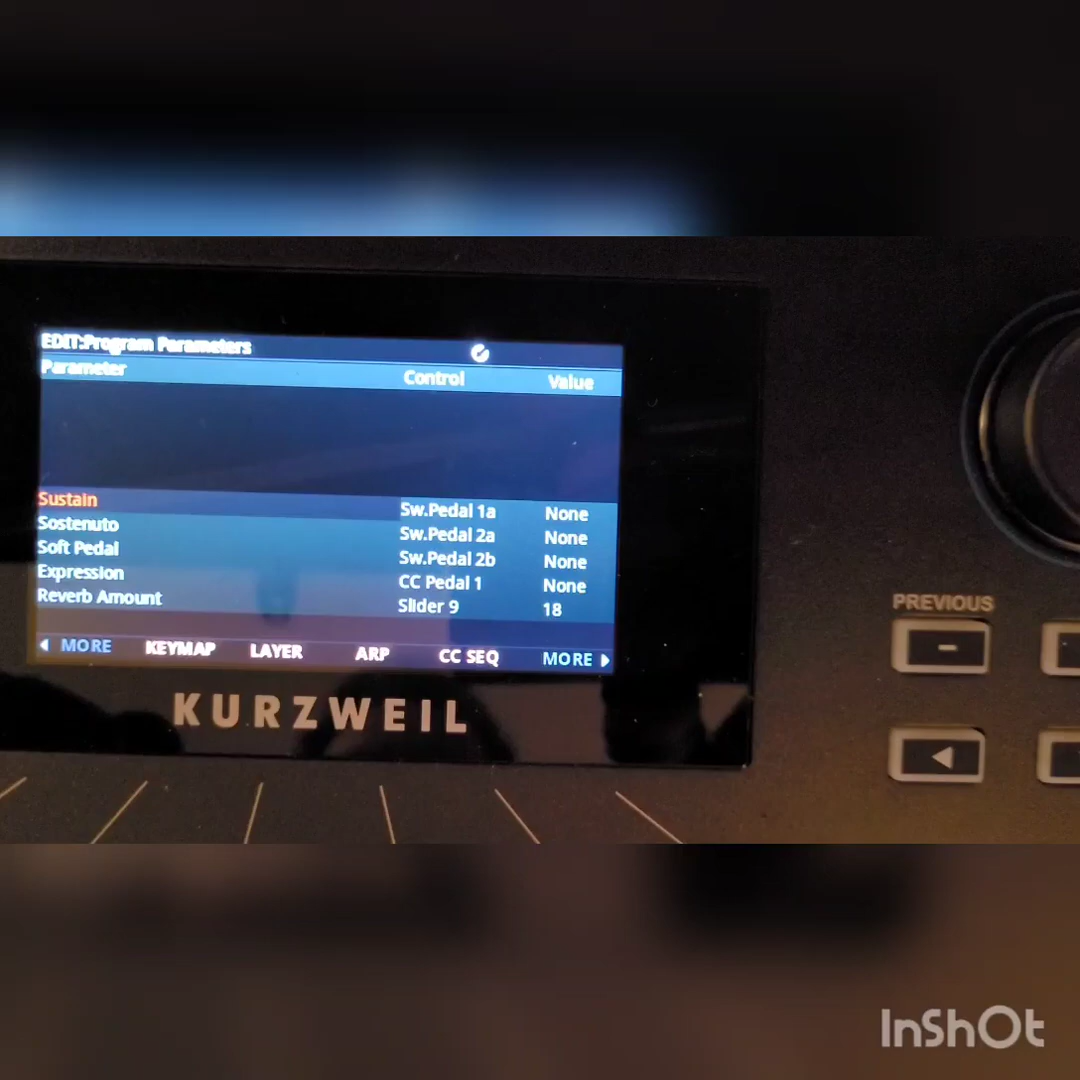 EDIT:Program Parameters
Parameter Control Value
Sustain Sw.Pedal 1a None
Sostenuto Sw.Pedal 2a None
Soft Pedal Sw.Pedal 2b None
Expression CC Pedal 1 None
Reverb Amount Slider 9 18
MORE KEYMAP LAYER ARP CC SEQ MORE
KURZWEIL
PREVIOUS
-
InShOt